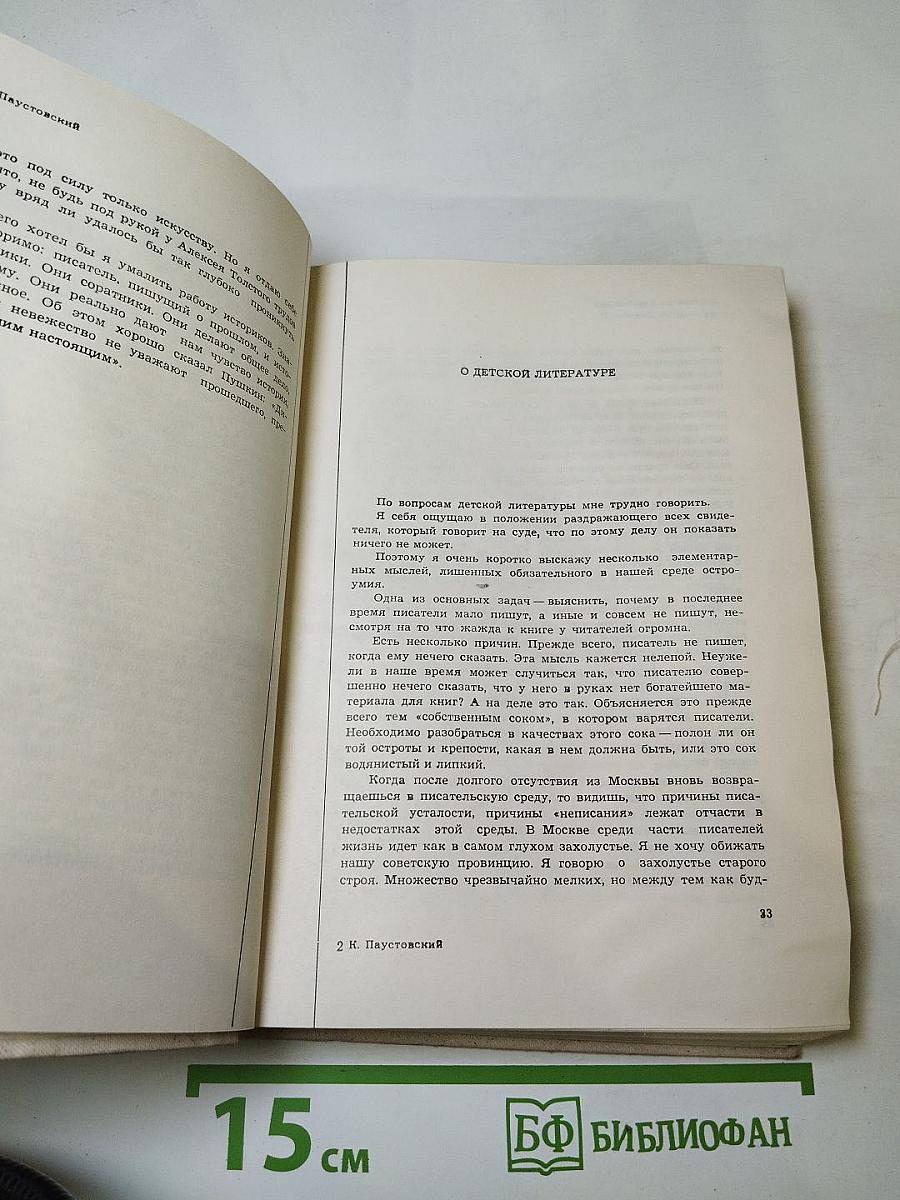 Паустовский
это под силу только искусству. Но я отдаю себе
что, не будь под рукой у Алексея Толстого трудов
у вряд ли удалось бы так глубоко проникнуть
его хотел бы я умалить работу историков. Зна-
оримо: писатель, пишущий о прошлом, и исто-
ники. Они соратники. Они делают общее дело.
му. Они реально дают нам чувство истории,
ное. Об этом хорошо сказал Пушкин: «Ди-
невежество не уважают прошедшего, пре-
им настоящим».
О ДЕТСКОЙ ЛИТЕРАТУРЕ
По вопросам детской литературы мне трудно говорить.
Я себя ощущаю в положении раздражающего всех свиде-
теля, который говорит на суде, что по этому делу он показать
ничего не может.
Поэтому я очень коротко выскажу несколько элементар-
ных мыслей, лишенных обязательного в нашей среде остро-
умия.
Одна из основных задач — выяснить, почему в последнее
время писатели мало пишут, а иные и совсем не пишут, не-
смотря на то что жажда к книге у читателей огромна.
Есть несколько причин. Прежде всего, писатель не пишет,
когда ему нечего сказать. Эта мысль кажется нелепой. Неуже-
ли в наше время может случиться так, что писателю совер-
шенно нечего сказать, что у него в руках нет богатейшего ма-
териала для книг? А на деле это так. Объясняется это прежде
всего тем «собственным соком», в котором варятся писатели.
Необходимо разобраться в качествах этого сока — полон ли он
той остроты и крепости, какая в нем должна быть, или это сок
водянистый и липкий.
Когда после долгого отсутствия из Москвы вновь возвра-
щаешься в писательскую среду, то видишь, что причины писа-
тельской усталости, причины «неписания» лежат отчасти в
недостатках этой среды. В Москве среди части писателей
жизнь идет как в самом глухом захолустье. Я не хочу обижать
нашу советскую провинцию. Я говорю о захолустье старого
строя. Множество чрезвычайно мелких, но между тем как буд-
33
2 К. Паустовский
15 см
БФ БИБЛИОФАН